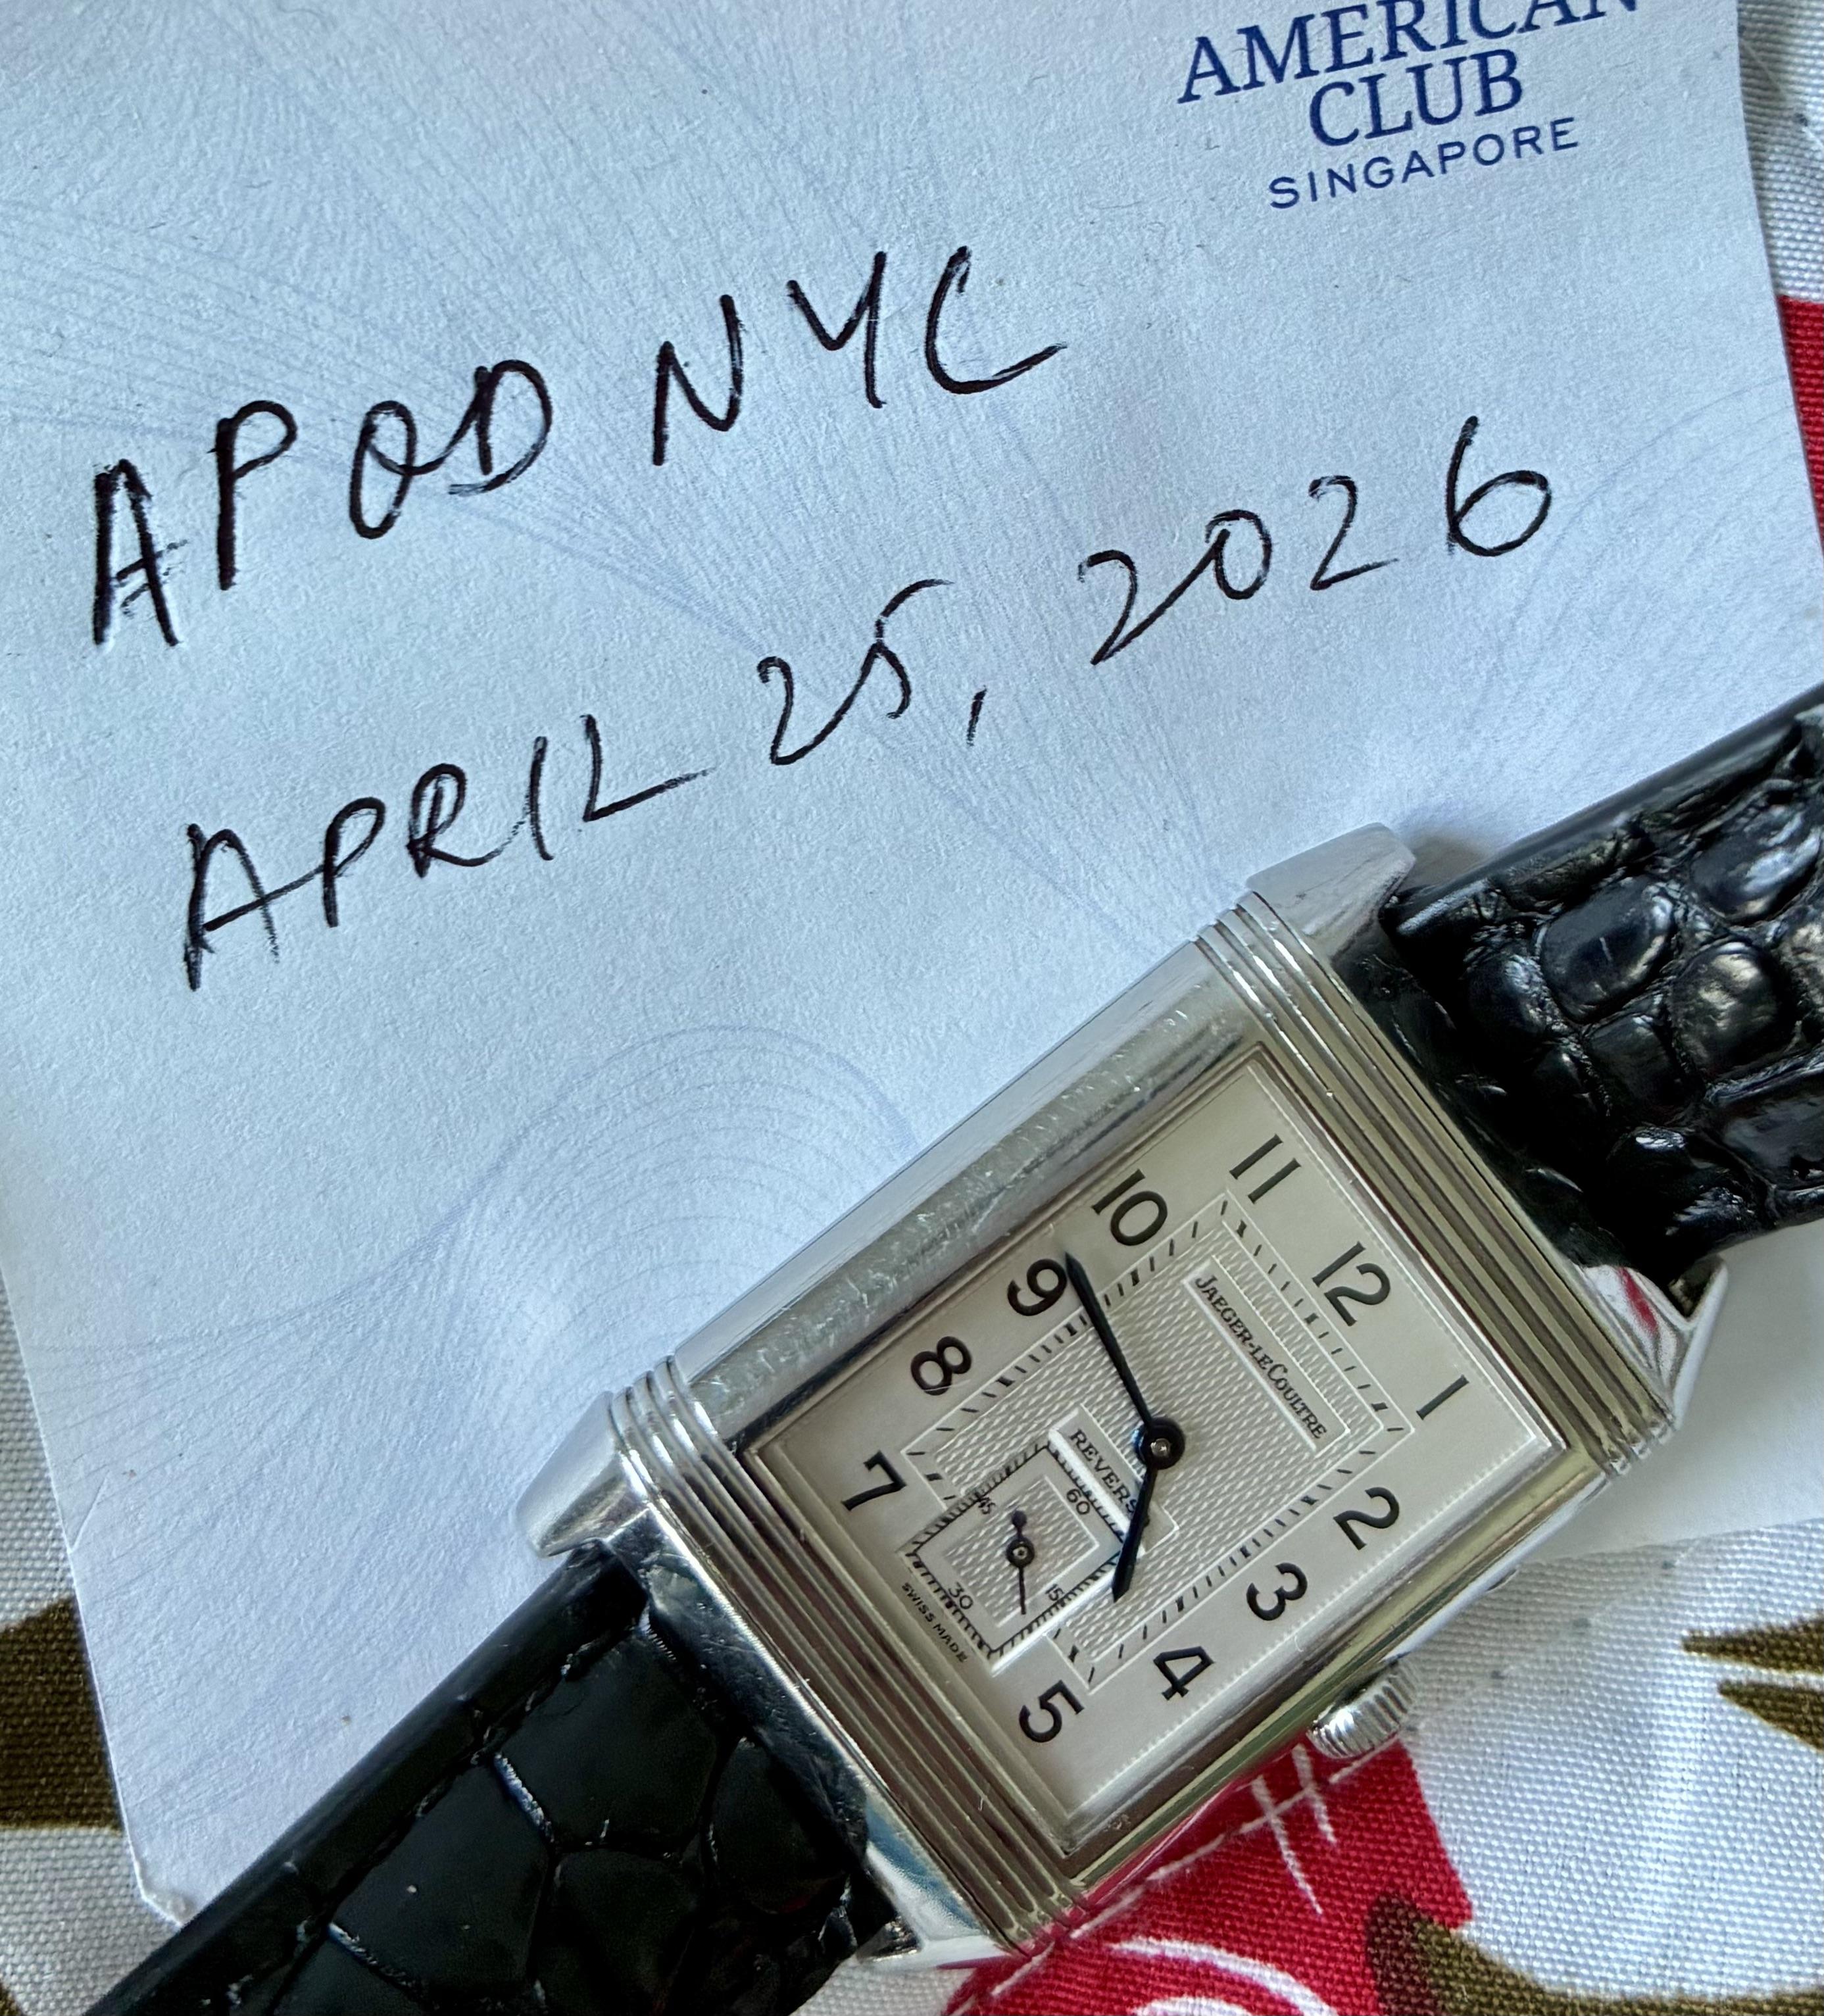 AMERICAN
CLUB
SINGAPORE
APOD NYC
APRIL 25, 2026
11
12
1
10
9
8
7
2
3
4
5
JAEGER-LECOULTRE
REVERS
60
45
15
30
SWISS MADE